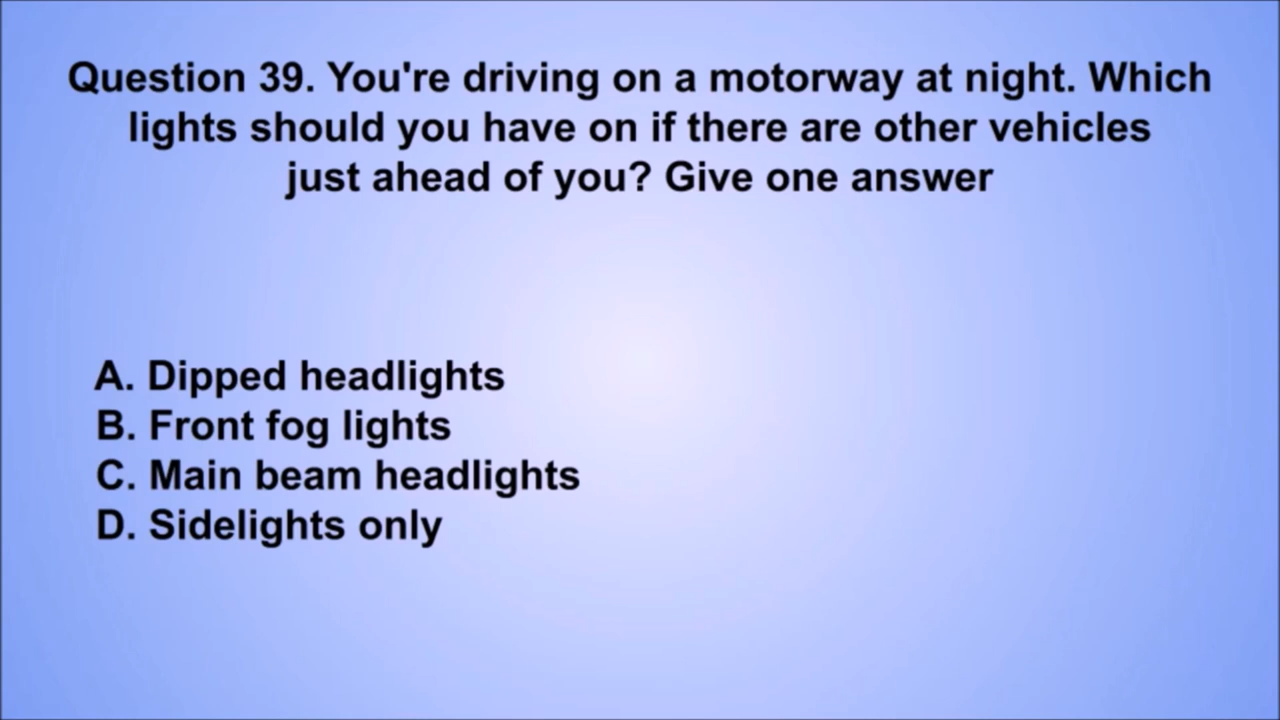 Question 39. You're driving on a motorway at night. Which
lights should you have on if there are other vehicles
just ahead of you? Give one answer
A. Dipped headlights
B. Front fog lights
C. Main beam headlights
D. Sidelights only